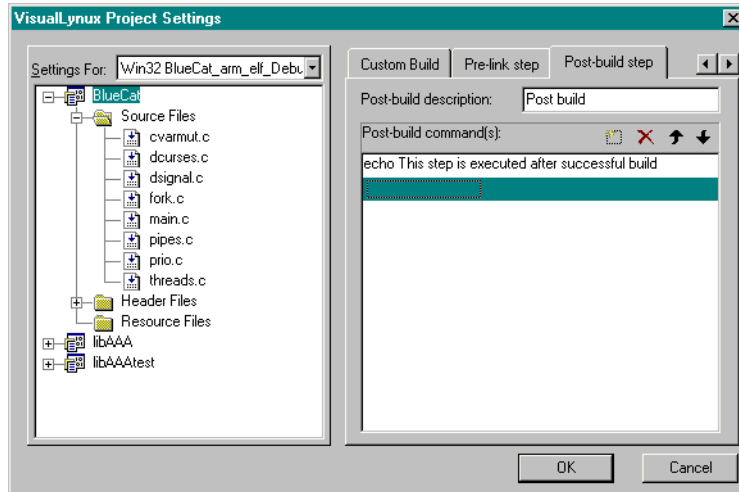 VisualLynux Project Settings
Settings For: Win32 BlueCat_arm_elf_Debu
BlueCat
Source Files
cvarmut.c
dcurses.c
dsignal.c
fork.c
main.c
pipes.c
prio.c
threads.c
Header Files
Resource Files
libAAA
libAAAtest
Custom Build Pre-link step Post-build step
Post-build description: Post build
Post-build command(s):
echo This step is executed after successful build
OK Cancel